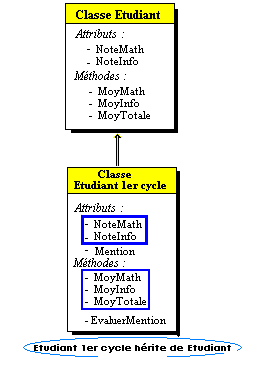 Classe Etudiant
Attributs :
- NoteMath
- NoteInfo
Méthodes :
- MoyMath
- MoyInfo
- MoyTotale
Classe
Etudiant 1er cycle
Attributs :
- NoteMath
- NoteInfo
- Mention
Méthodes :
- MoyMath
- MoyInfo
- MoyTotale
- EvaluerMention
Etudiant 1er cycle hérite de Etudiant